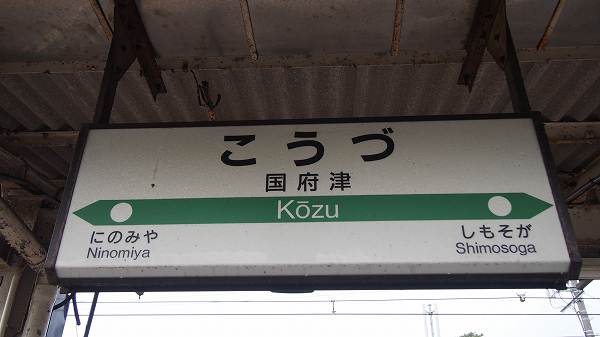 こうづ
国府津
Kōzu
にのみや
Ninomiya
しもそが
Shimosoga